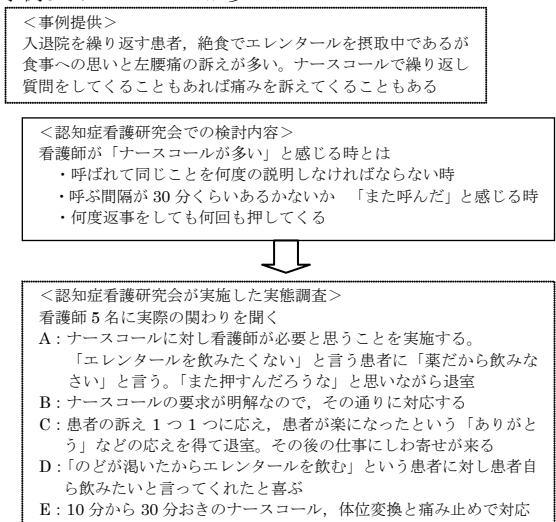 ＜事例提供＞
入退院を繰り返す患者，絶食でエレンタールを摂取中であるが
食事への思いと左腰痛の訴えが多い。ナースコールで繰り返し
質問をしてくることもあれば痛みを訴えてくることもある
＜認知症看護研究会での検討内容＞
看護師が「ナースコールが多い」と感じる時とは
・呼ばれて同じことを何度の説明しなければならない時
・呼ぶ間隔が 30 分くらいあるかないか　「また呼んだ」と感じる時
・何度返事をしても何回も押してくる
＜認知症看護研究会が実施した実態調査＞
看護師 5 名に実際の関わりを聞く
A：ナースコールに対し看護師が必要と思うことを実施する。
「エレンタールを飲みたくない」と言う患者に「薬だから飲みな
さい」と言う。「また押すんだろうな」と思いながら退室
B：ナースコールの要求が明解なので，その通りに対応する
C：患者の訴え 1 つ 1 つに応え，患者が楽になったという「ありがと
う」などの応えを得て退室。その後の仕事にしわ寄せが来る
D：「のどが渇いたからエレンタールを飲む」という患者に対し患者自
ら飲みたいと言ってくれたと喜ぶ
E：10 分から 30 分おきのナースコール，体位変換と痛み止めで対応